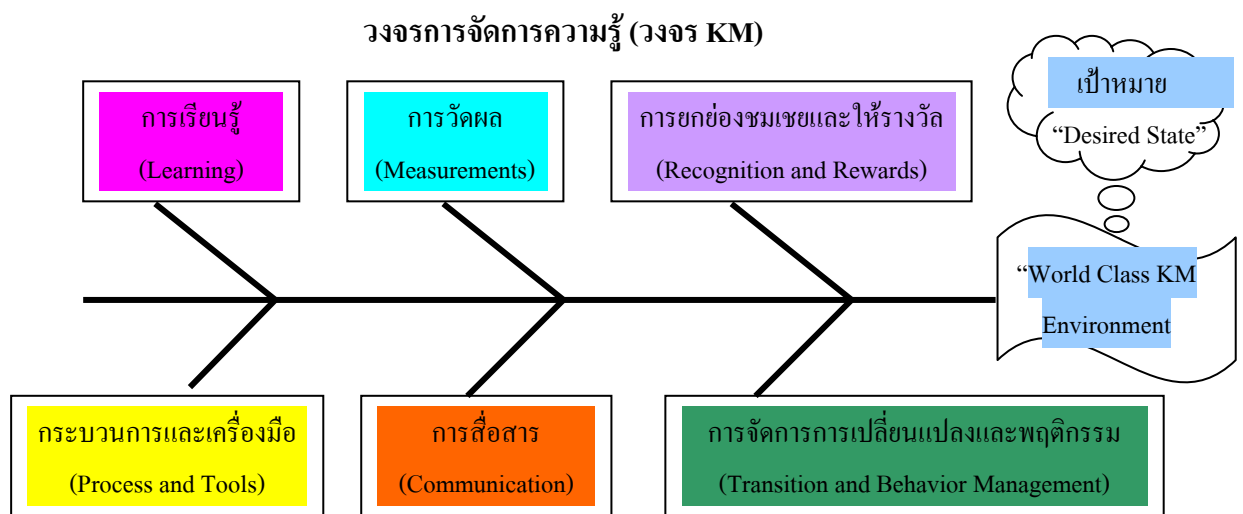 วงจรการจัดการความรู้ (วงจร KM)
การเรียนรู้
(Learning)
การวัดผล
(Measurements)
การยกย่องชมเชยและให้รางวัล
(Recognition and Rewards)
เป้าหมาย
“Desired State”
“World Class KM
Environment
กระบวนการและเครื่องมือ
(Process and Tools)
การสื่อสาร
(Communication)
การจัดการการเปลี่ยนแปลงและพฤติกรรม
(Transition and Behavior Management)